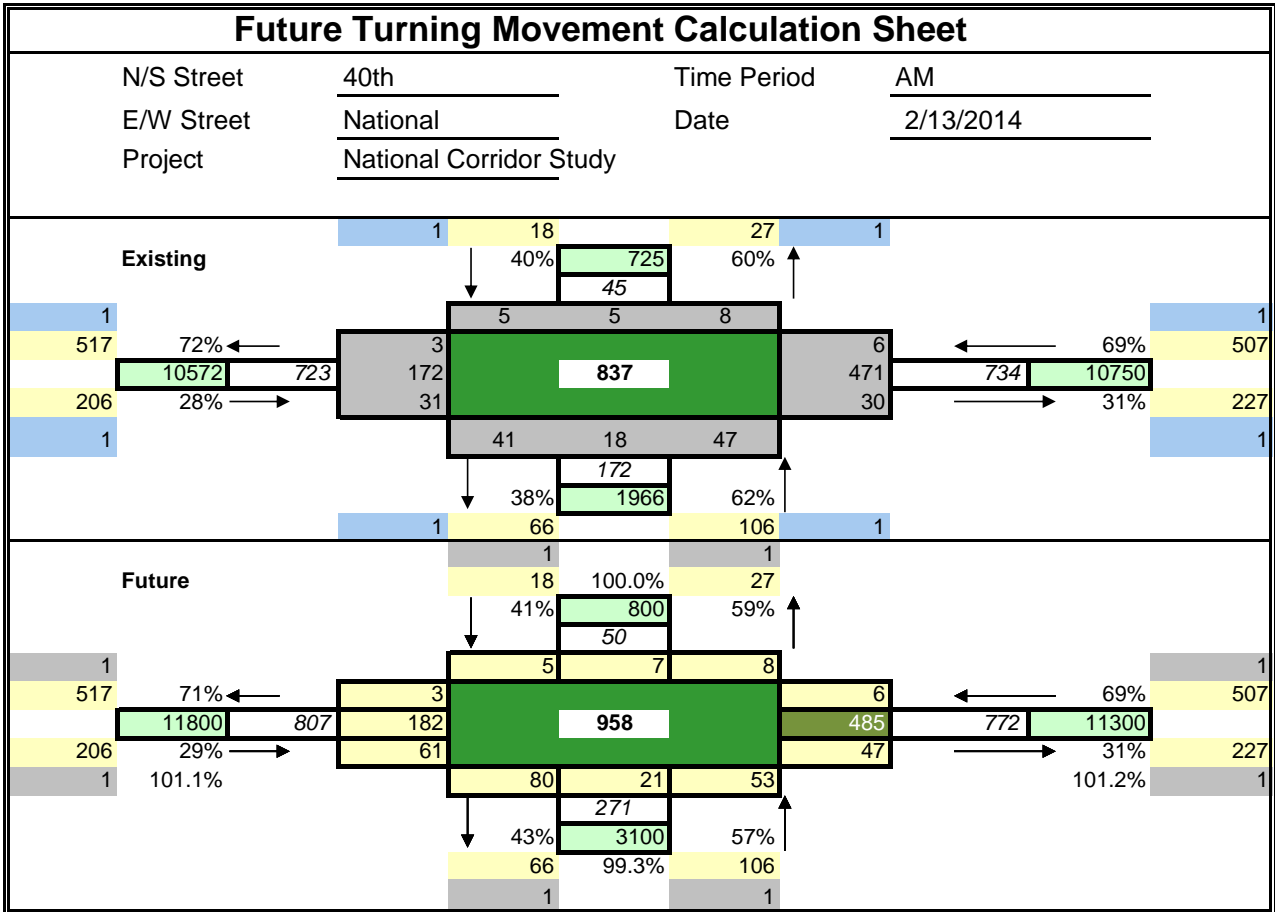 Future Turning Movement Calculation Sheet
N/S Street 40th Time Period AM
E/W Street National Date 2/13/2014
Project National Corridor Study
1 18 27 1
Existing 40% 725 60%
45
1 5 5 8 1
517 72% 3 6 69% 507
10572 723 172 837 471 734 10750
206 28% 31 30 31% 227
1 41 18 47 1
172
38% 1966 62%
1 66 106 1
1 1
Future 18 100.0% 27
41% 800 59%
50
1 5 7 8 1
517 71% 3 6 69% 507
11800 807 182 958 485 772 11300
206 29% 61 47 31% 227
1 101.1% 80 21 53 101.2% 1
271
43% 3100 57%
66 99.3% 106
1 1